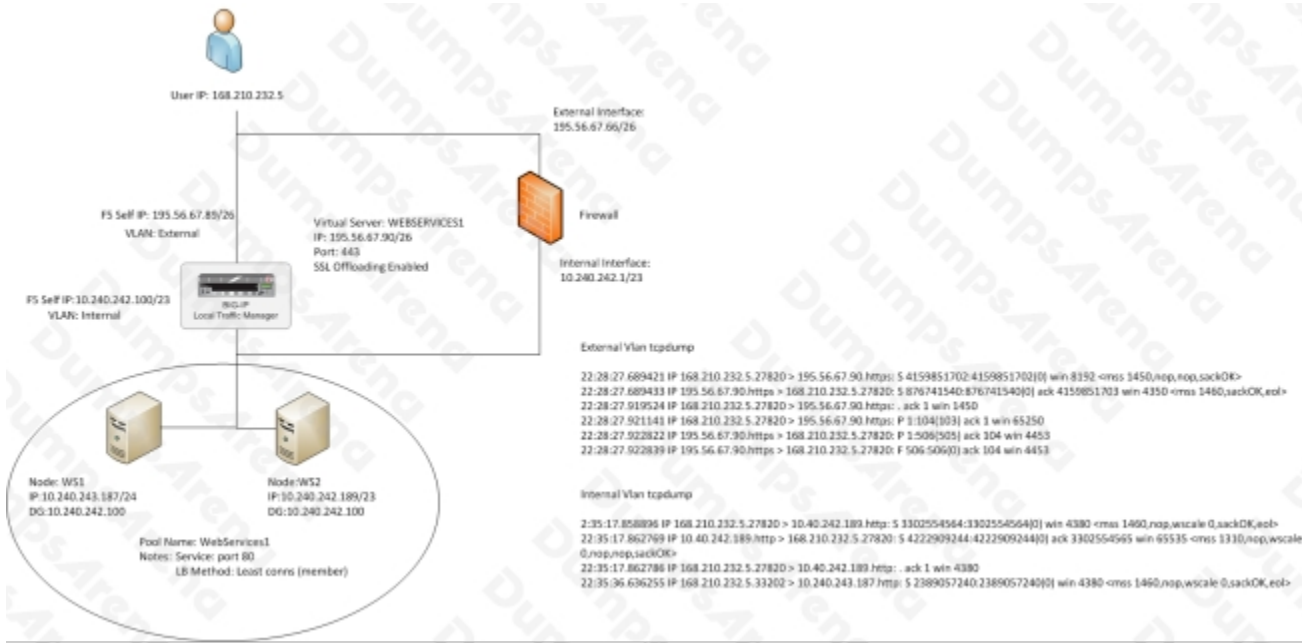 User IP: 168.210.232.5
External Interface:
195.56.67.66/26
F5 Self IP: 195.56.67.89/26
VLAN: External
Virtual Server: WEBSERVICES1
IP: 195.56.67.90/26
Port: 443
SSL Offloading Enabled
Firewall
Internal Interface:
10.240.242.1/23
F5 Self IP:10.240.242.100/23
VLAN: Internal
BIG-IP
Local Traffic Manager
External Vlan tcpdump
22:28:27.689421 IP 168.210.232.5.27820 > 195.56.67.90.https: S 4159851702:4159851702(0) win 8192 <mss 1450,nop,nop,sackOK>
22:28:27.689433 IP 195.56.67.90.https > 168.210.232.5.27820: S 876741540:876741540(0) ack 4159851703 win 4350 <mss 1460,sackOK,eol>
22:28:27.919524 IP 168.210.232.5.27820 > 195.56.67.90.https: . ack 1 win 1450
22:28:27.921141 IP 168.210.232.5.27820 > 195.56.67.90.https: P 1:104(103) ack 1 win 65250
22:28:27.922822 IP 195.56.67.90.https > 168.210.232.5.27820: P 1:506(505) ack 104 win 4453
22:28:27.922839 IP 195.56.67.90.https > 168.210.232.5.27820: F 506:506(0) ack 104 win 4453
Node: WS1
IP:10.240.243.187/24
DG:10.240.242.100
Node:WS2
IP:10.240.242.189/23
DG:10.240.242.100
Pool Name: WebServices1
Notes: Service: port 80
LB Method: Least conns (member)
Internal Vlan tcpdump
2:35:17.858896 IP 168.210.232.5.27820 > 10.40.242.189.http: S 3302554564:3302554564(0) win 4380 <mss 1460,nop,wscale 0,sackOK,eol>
22:35:17.862769 IP 10.40.242.189.http > 168.210.232.5.27820: S 4222909244:4222909244(0) ack 3302554565 win 65535 <mss 1310,nop,wscale
0,nop,nop,sackOK>
22:35:17.862786 IP 168.210.232.5.27820 > 10.40.242.189.http: . ack 1 win 4380
22:35:36.636255 IP 168.210.232.5.33202 > 10.240.243.187.http: S 2389057240:2389057240(0) win 4380 <mss 1460,nop,wscale 0,sackOK,eol>
DumpsArena